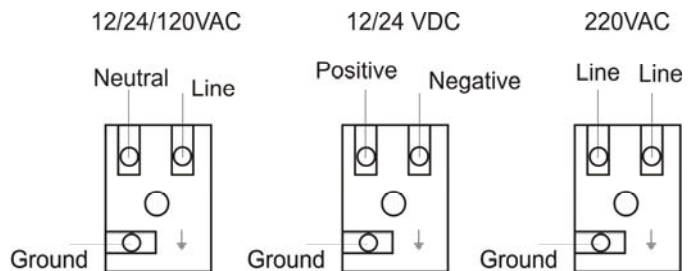 12/24/120VAC 12/24 VDC 220VAC
Neutral Line Positive Negative Line Line
Ground Ground Ground